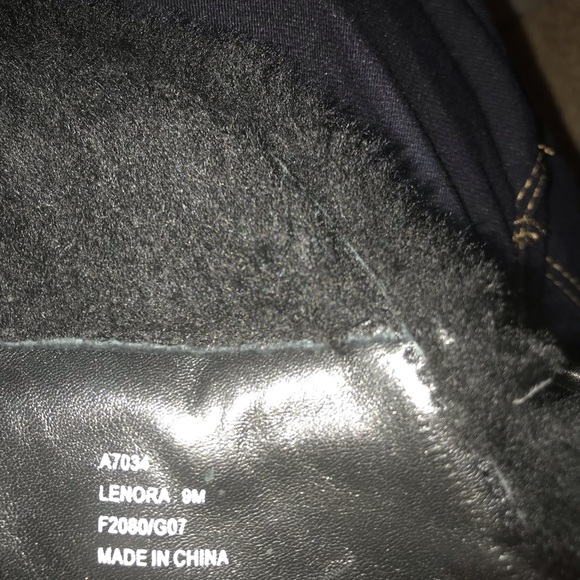 A7034
LENORA 9M
F2080/G07
MADE IN CHINA